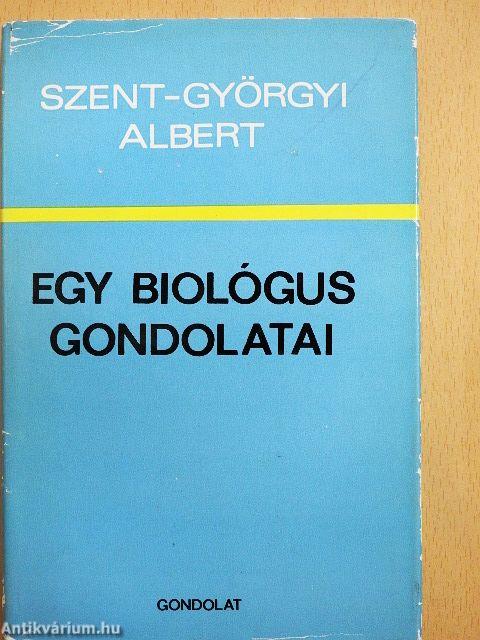 SZENT-GYÖRGYI
ALBERT
EGY BIOLÓGUS
GONDOLATAI
GONDOLAT
Antikvárium.hu